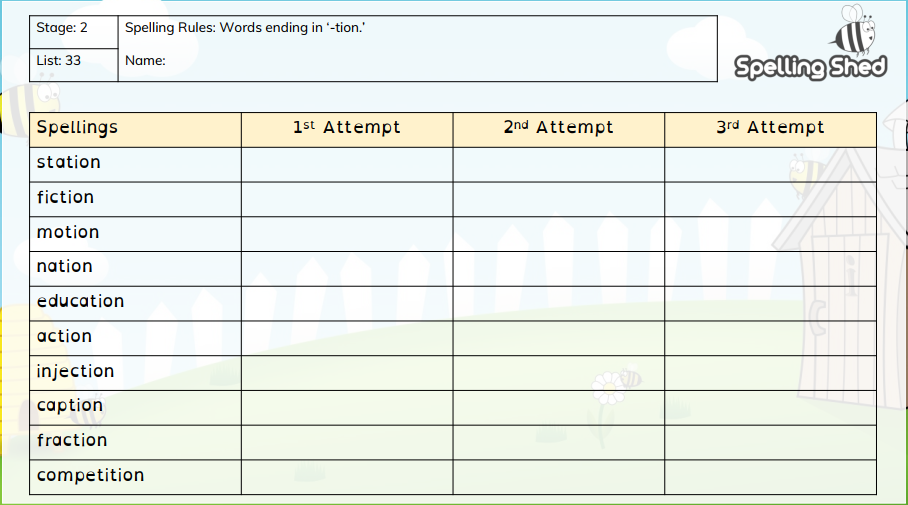 Stage: 2
Spelling Rules: Words ending in ‘-tion.’
List: 33
Name:
Spelling Shed
Spellings 1st Attempt 2nd Attempt 3rd Attempt
station
fiction
motion
nation
education
action
injection
caption
fraction
competition